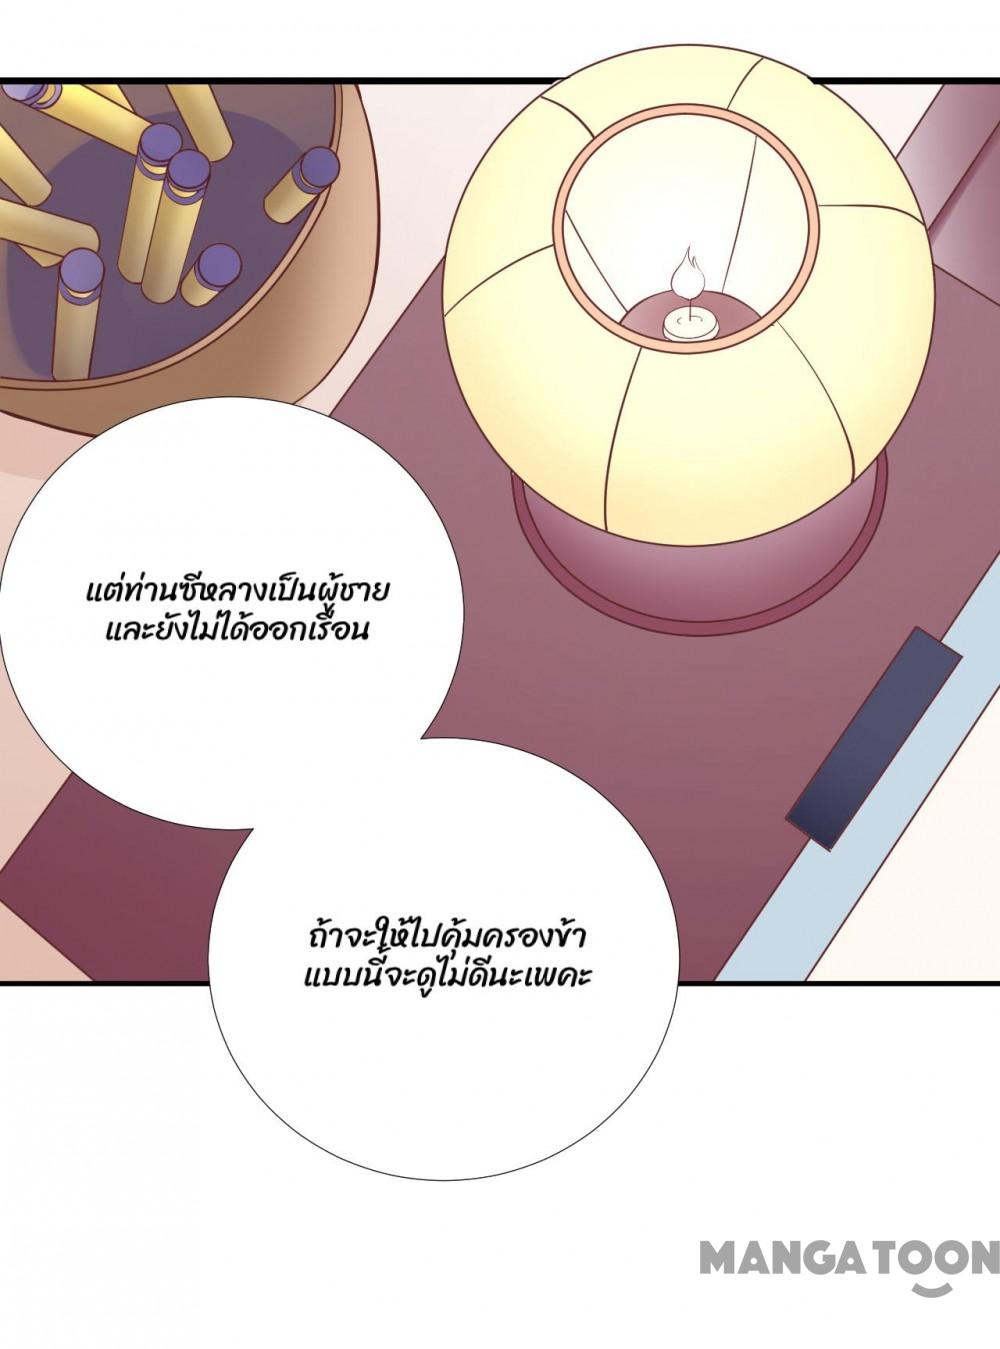 แต่ท่านซีหลางเป็นผู้ชาย
และยังไม่ได้ออกเรือน
ถ้าจะให้ไปคุ้มครองข้า
แบบนี้จะดูไม่ดีนะเพคะ
MANGATOON